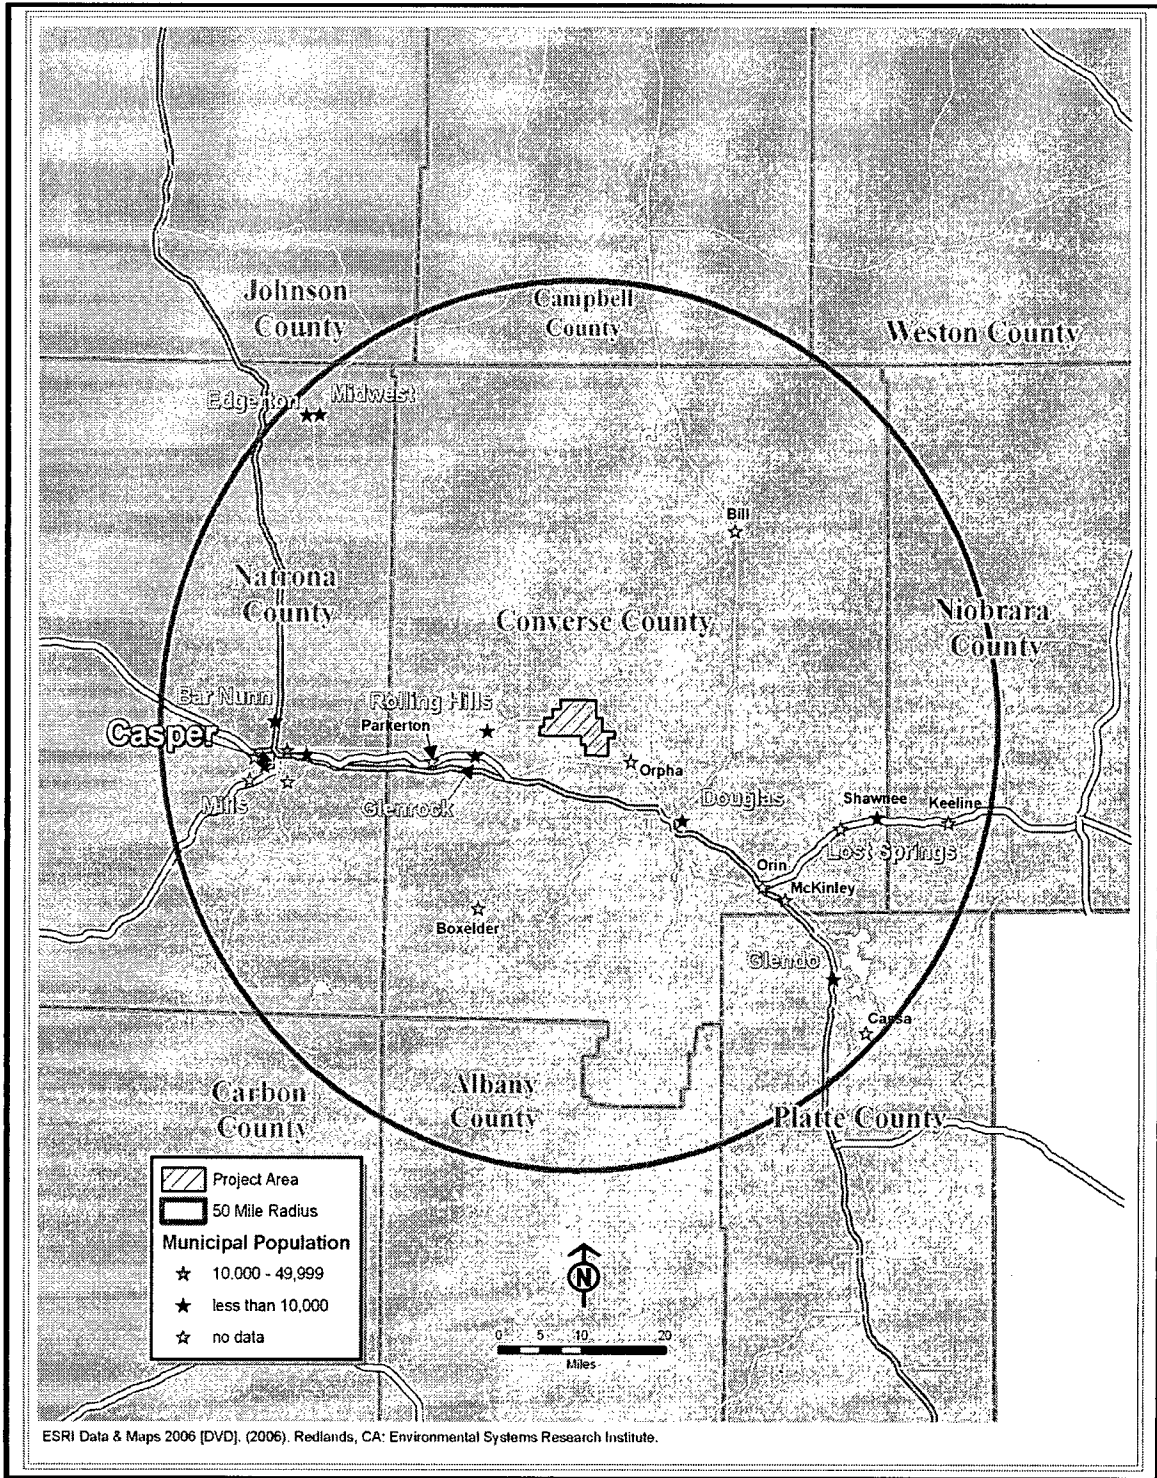 Johnson
County
Campbell
County
Weston County
Edgerton
Midwest
Bill
Natrona
County
Converse County
Niobrara
County
Bar Nunn
Rolling Hills
Parkerton
Casper
Orpha
Mills
Glenrock
Douglas
Shawnee
Keeline
Lost Springs
Orin
McKinley
Boxelder
Glendo
Cassa
Carbon
County
Albany
County
Platte County
Project Area
50 Mile Radius
Municipal Population
10.000 - 49,999
less than 10,000
no data
N
0 5 10 20
Miles
ESRI Data & Maps 2006 [DVD]. (2006). Redlands, CA: Environmental Systems Research Institute.